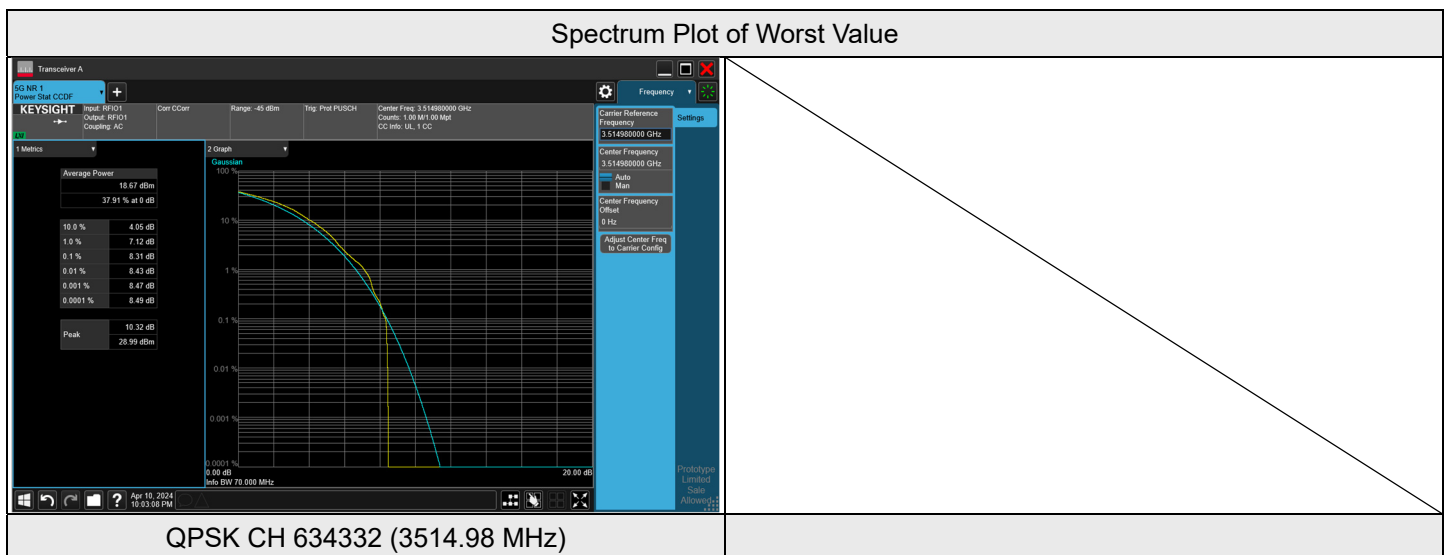 Spectrum Plot of Worst Value
Transceiver A
5G NR 1
Power Stat CCDF
Frequency
KEYSIGHT
Input: RFIO1
Output: RFIO1
Coupling: AC
Corr CCorr
Range: -45 dBm
Trig: Prot PUSCH
Center Freq: 3.514980000 GHz
Counts: 1.00 M/1.00 Mpt
CC Info: UL, 1 CC
1 Metrics
Average Power
18.67 dBm
37.91 % at 0 dB
10.0 % 4.05 dB
1.0 % 7.12 dB
0.1 % 8.31 dB
0.01 % 8.43 dB
0.001 % 8.47 dB
0.0001 % 8.49 dB
Peak
10.32 dB
28.99 dBm
2 Graph
Gaussian
100 %
10 %
1 %
0.1 %
0.01 %
0.001 %
0.0001 %
0.00 dB
20.00 dB
Info BW 70.000 MHz
Carrier Reference
Frequency
3.514980000 GHz
Settings
Center Frequency
3.514980000 GHz
Auto
Man
Center Frequency
Offset
0 Hz
Adjust Center Freq
to Carrier Config
Prototype
Limited
Sale
Allowed
?
Apr 10, 2024
10:03:08 PM
QPSK CH 634332 (3514.98 MHz)